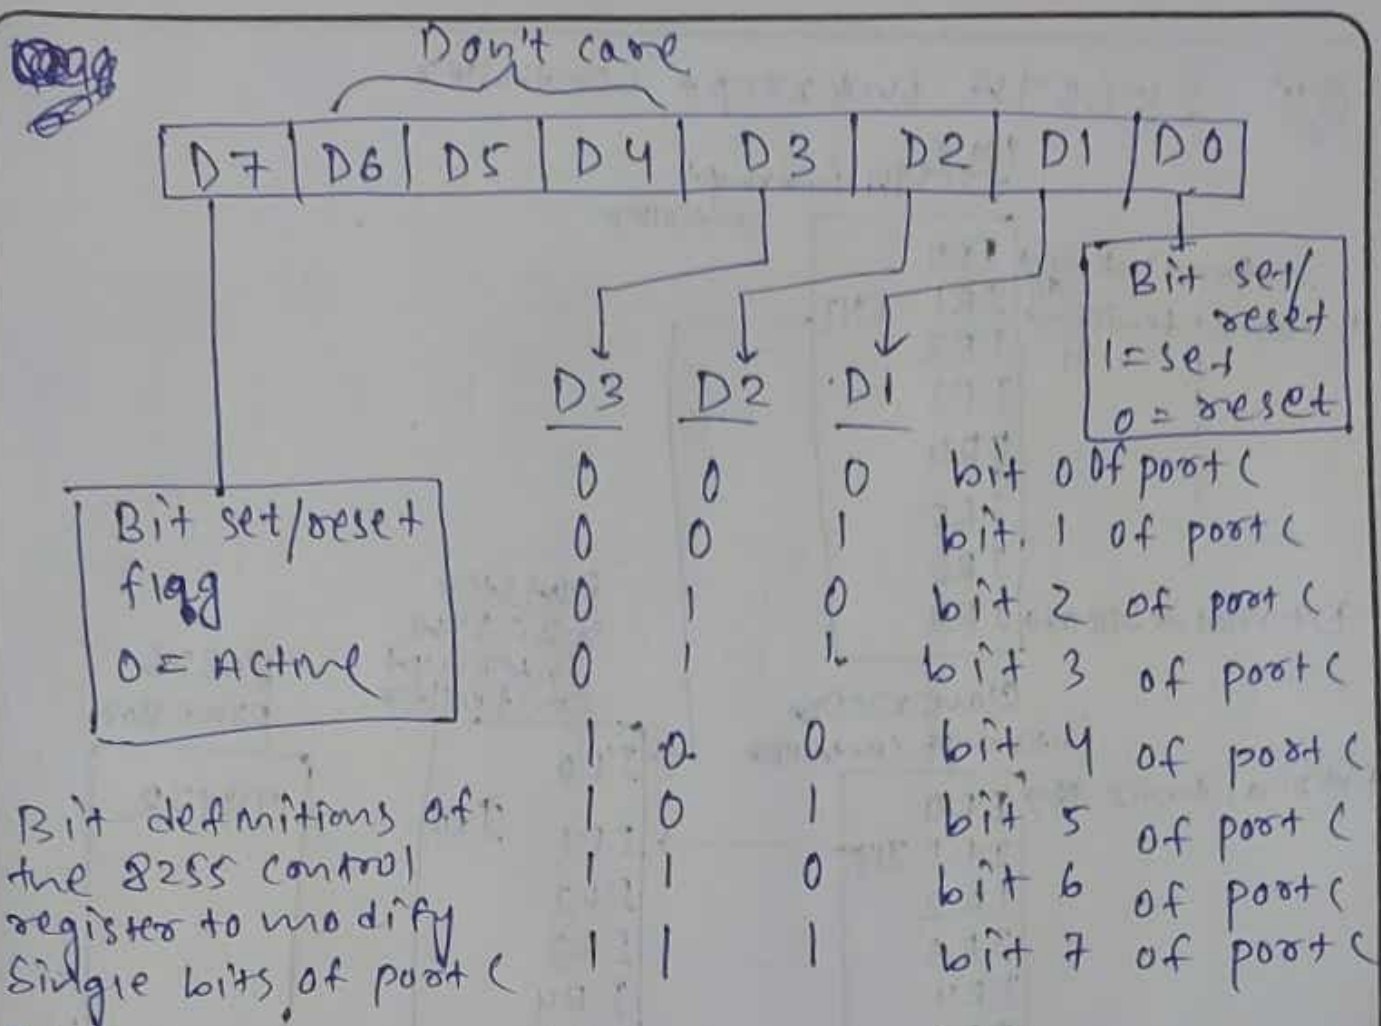 Don't care
D7 D6 D5 D4 D3 D2 D1 D0
Bit set/
reset
1 = set
0 = reset
D3 D2 D1
0 0 0 bit 0 of port C
0 0 1 bit 1 of port C
0 1 0 bit 2 of port C
0 1 1 bit 3 of port C
1 0 0 bit 4 of port C
1 0 1 bit 5 of port C
1 1 0 bit 6 of port C
1 1 1 bit 7 of port C
Bit set/reset
flag
0 = Active
Bit definitions of
the 8255 control
register to modify
Single bits of port C